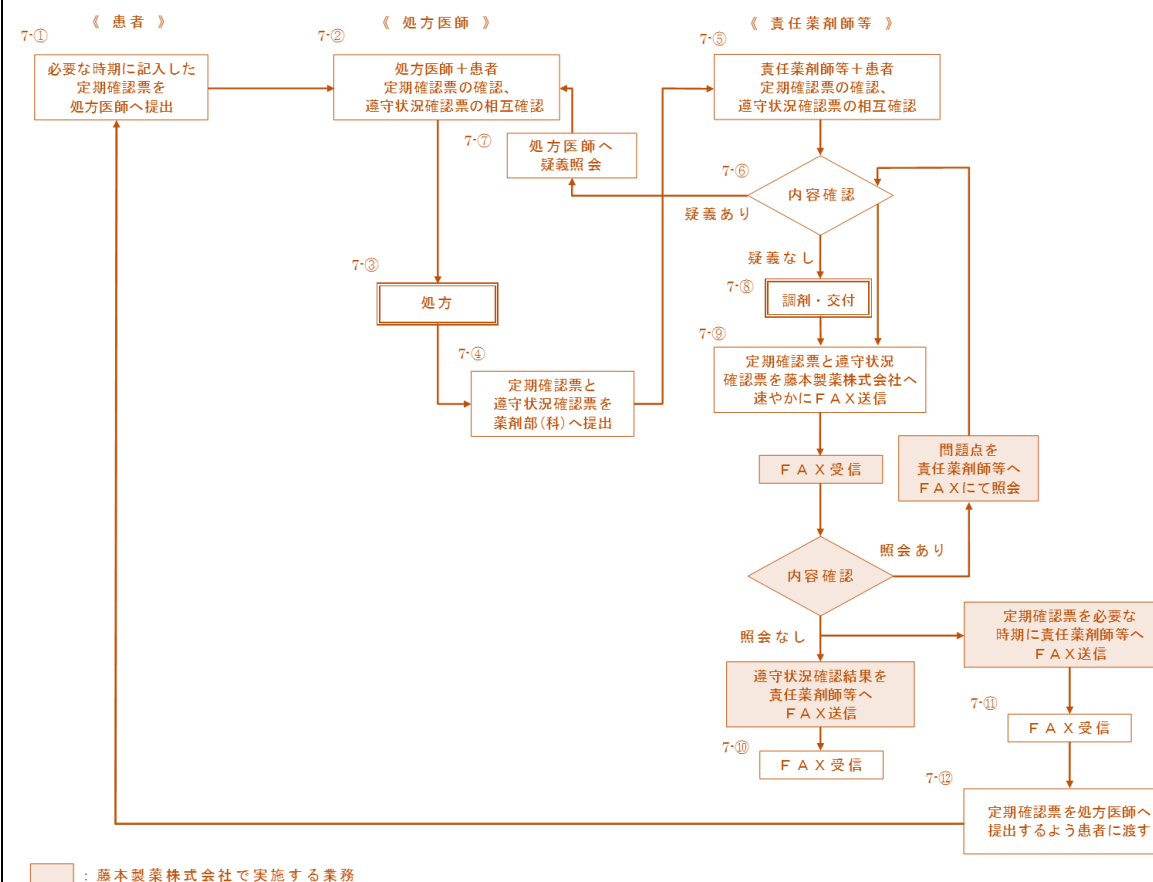 《 患者 》
《 処方医師 》
《 責任薬剤師等 》
7-①
必要な時期に記入した
定期確認票を
処方医師へ提出
7-②
処方医師＋患者
定期確認票の確認、
遵守状況確認票の相互確認
7-⑤
責任薬剤師等＋患者
定期確認票の確認、
遵守状況確認票の相互確認
7-⑦
処方医師へ
疑義照会
7-⑥
内容確認
疑義あり
疑義なし
7-③
処方
7-⑧
調剤・交付
7-④
定期確認票と
遵守状況確認票を
薬剤部(科)へ提出
7-⑨
定期確認票と遵守状況
確認票を藤本製薬株式会社へ
速やかにＦＡＸ送信
ＦＡＸ受信
問題点を
責任薬剤師等へ
ＦＡＸにて照会
内容確認
照会あり
照会なし
定期確認票を必要な
時期に責任薬剤師等へ
ＦＡＸ送信
遵守状況確認結果を
責任薬剤師等へ
ＦＡＸ送信
7-⑪
ＦＡＸ受信
7-⑩
ＦＡＸ受信
7-⑫
定期確認票を処方医師へ
提出するよう患者に渡す
：藤本製薬株式会社で実施する業務